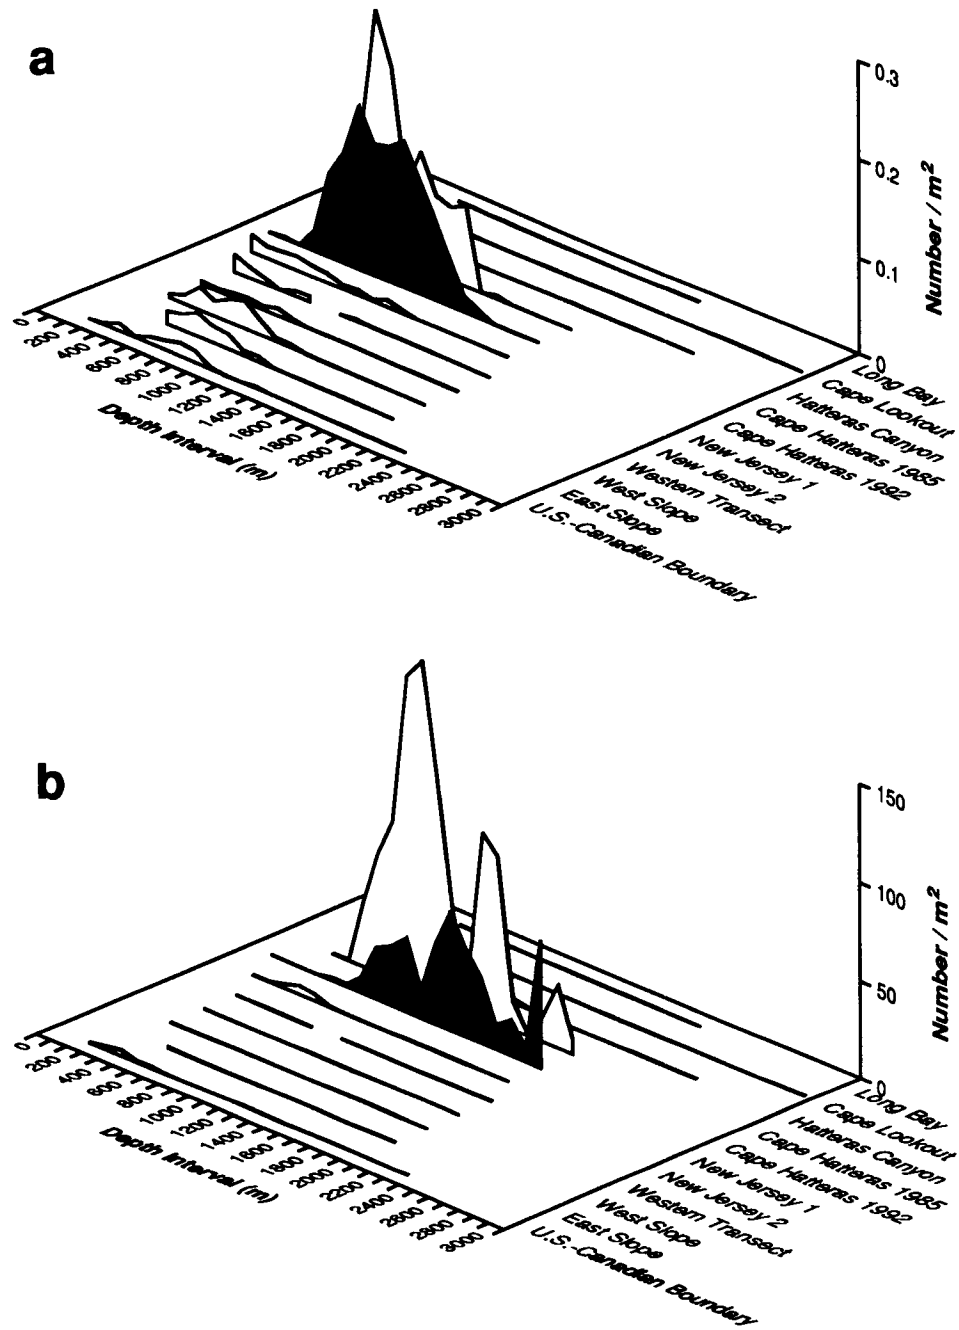 a
0.3
0.2
0.1
0
Number / m²
0
200
400
600
800
1000
1200
1400
1600
1800
2000
2200
2400
2600
2800
3000
Depth Interval (m)
Long Bay
Cape Lookout
Hatteras Canyon
Cape Hatteras 1985
Cape Hatteras 1992
New Jersey 1
New Jersey 2
Western Transect
West Slope
East Slope
U.S.-Canadian Boundary
b
150
100
50
0
Number / m²
0
200
400
600
800
1000
1200
1400
1600
1800
2000
2200
2400
2600
2800
3000
Depth Interval (m)
Long Bay
Cape Lookout
Hatteras Canyon
Cape Hatteras 1985
Cape Hatteras 1992
New Jersey 1
New Jersey 2
Western Transect
West Slope
East Slope
U.S.-Canadian Boundary